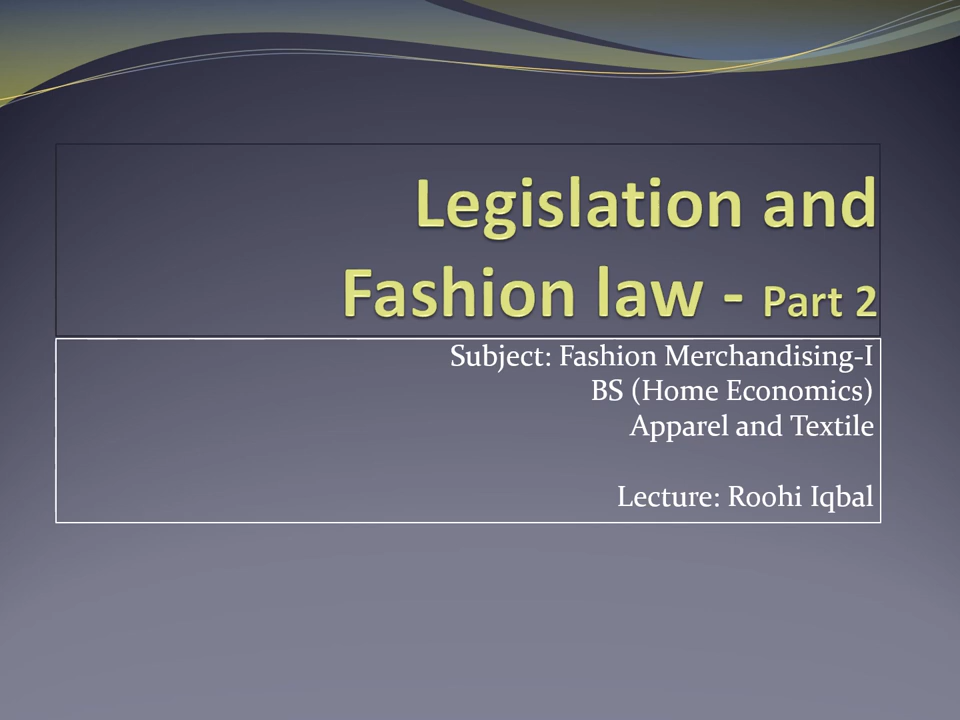 Legislation and
Fashion law - Part 2
Subject: Fashion Merchandising-I
BS (Home Economics)
Apparel and Textile
Lecture: Roohi Iqbal